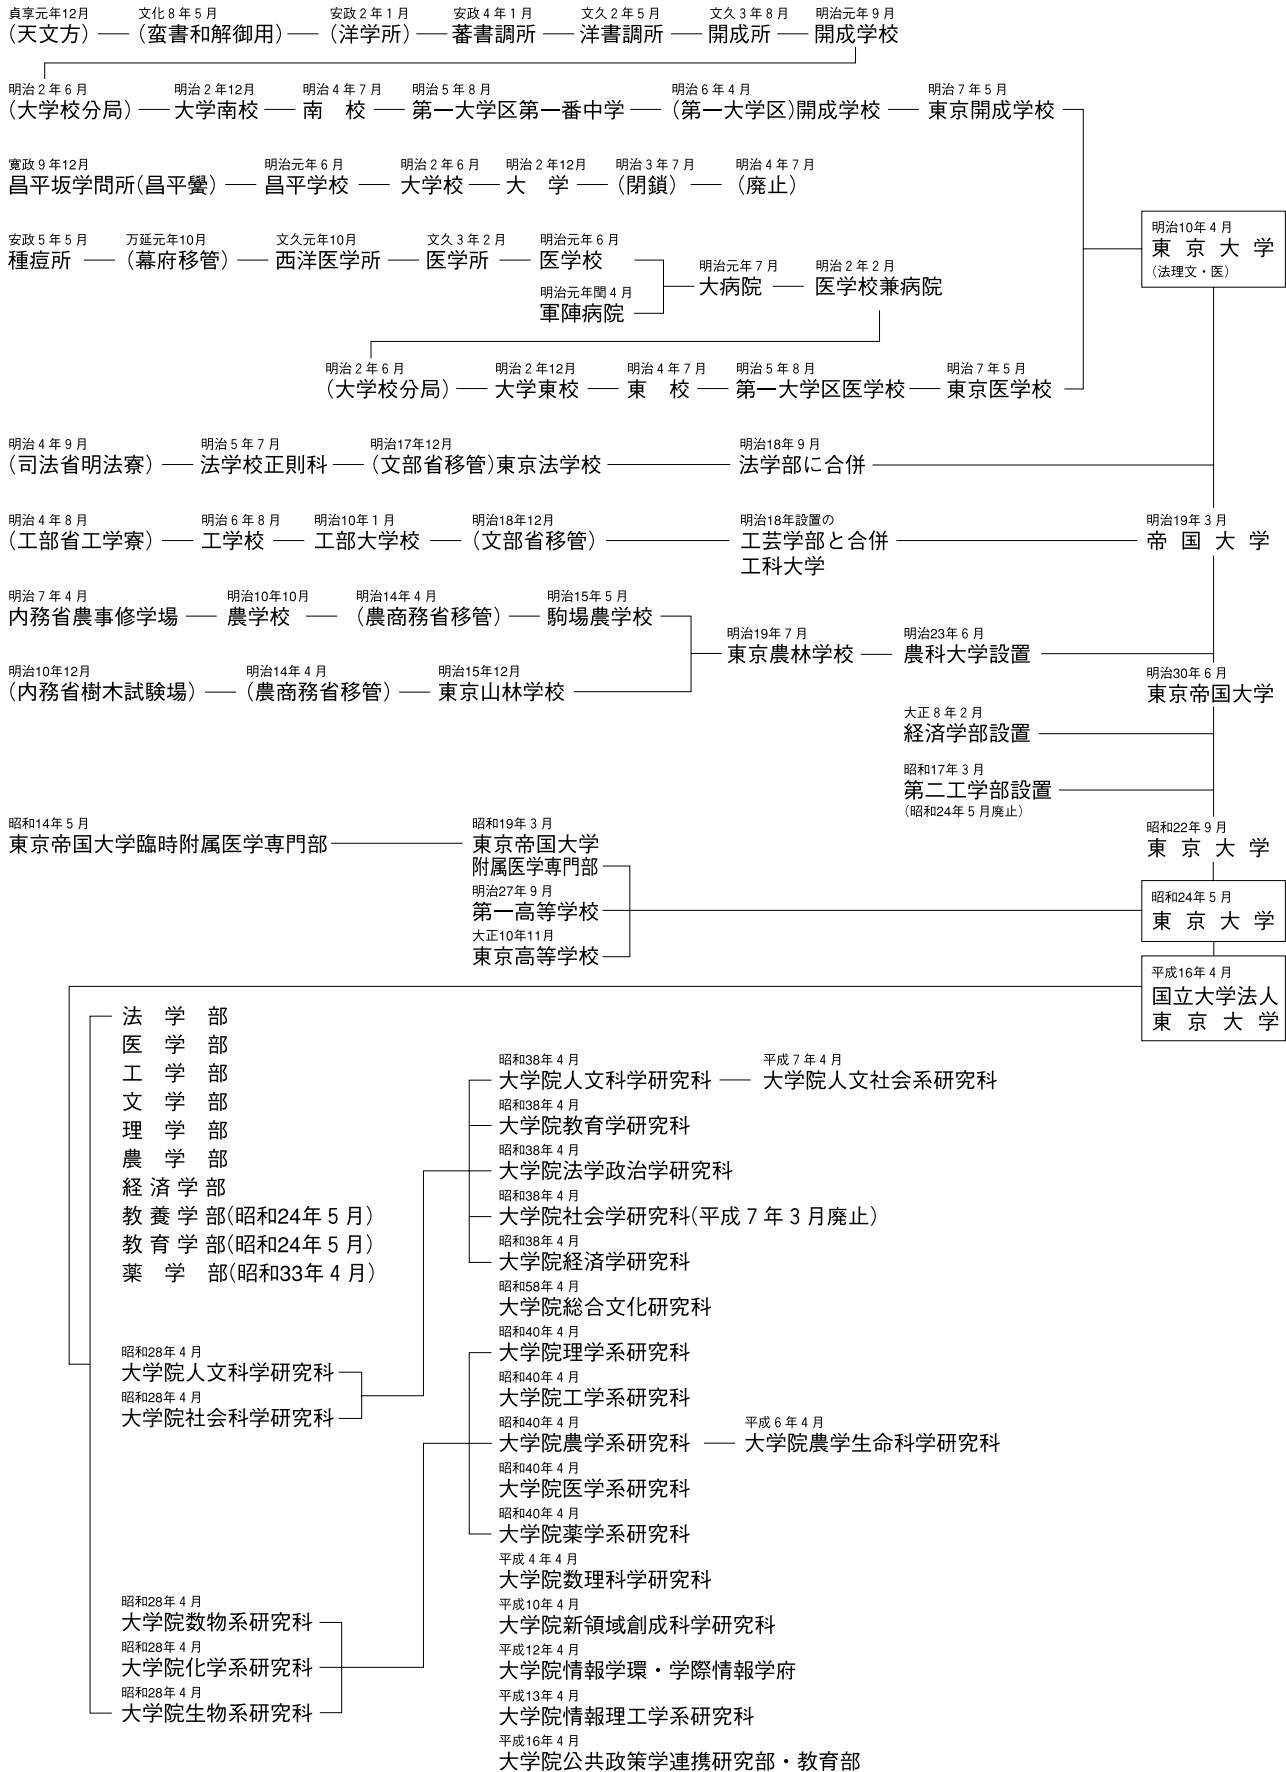 貞享元年12月 文化８年５月 安政２年１月 安政４年１月 文久２年５月 文久３年８月 明治元年９月
(天文方) (蛮書和解御用) (洋学所) 蕃書調所 洋書調所 開成所 開成学校
明治２年６月 明治２年12月 明治４年７月 明治５年８月 明治６年４月 明治７年５月
(大学校分局) 大学南校 南　校 第一大学区第一番中学 (第一大学区)開成学校 東京開成学校
寛政９年12月 明治元年６月 明治２年６月 明治２年12月 明治３年７月 明治４年７月
昌平坂学問所(昌平黌) 昌平学校 大学校 大　学 (閉鎖) (廃止)
明治10年４月
東 京 大 学
(法理文・医)
安政５年５月 万延元年10月 文久元年10月 文久３年２月 明治元年６月
種痘所 (幕府移管) 西洋医学所 医学所 医学校
明治元年７月 明治２年２月
大病院 医学校兼病院
明治元年閏４月
軍陣病院
明治２年６月 明治２年12月 明治４年７月 明治５年８月 明治７年５月
(大学校分局) 大学東校 東　校 第一大学区医学校 東京医学校
明治４年９月 明治５年７月 明治17年12月 明治18年９月
(司法省明法寮) 法学校正則科 (文部省移管)東京法学校 法学部に合併
明治４年８月 明治６年８月 明治10年１月 明治18年12月 明治18年設置の 明治19年３月
(工部省工学寮) 工学校 工部大学校 (文部省移管) 工芸学部と合併 帝 国 大 学
工科大学
明治７年４月 明治10年10月 明治14年４月 明治15年５月
内務省農事修学場 農学校 (農商務省移管) 駒場農学校
明治19年７月 明治23年６月
東京農林学校 農科大学設置
明治10年12月 明治14年４月 明治15年12月 明治30年６月
(内務省樹木試験場) (農商務省移管) 東京山林学校 東京帝国大学
大正８年２月
経済学部設置
昭和17年３月
第二工学部設置
(昭和24年５月廃止)
昭和14年５月 昭和19年３月 昭和22年９月
東京帝国大学臨時附属医学専門部 東京帝国大学 東 京 大 学
附属医学専門部
明治27年９月 昭和24年５月
第一高等学校 東 京 大 学
大正10年11月
東京高等学校
平成16年４月
国立大学法人
東 京 大 学
法　学　部
医　学　部
工　学　部
文　学　部
理　学　部
農　学　部
経 済 学 部
教 養 学 部(昭和24年５月)
教 育 学 部(昭和24年５月)
薬　学　部(昭和33年４月)
昭和28年４月
大学院人文科学研究科
昭和28年４月
大学院社会科学研究科
昭和28年４月
大学院数物系研究科
昭和28年４月
大学院化学系研究科
昭和28年４月
大学院生物系研究科
昭和38年４月 平成７年４月
大学院人文科学研究科 大学院人文社会系研究科
昭和38年４月
大学院教育学研究科
昭和38年４月
大学院法学政治学研究科
昭和38年４月
大学院社会学研究科(平成７年３月廃止)
昭和38年４月
大学院経済学研究科
昭和58年４月
大学院総合文化研究科
昭和40年４月
大学院理学系研究科
昭和40年４月
大学院工学系研究科
昭和40年４月 平成６年４月
大学院農学系研究科 大学院農学生命科学研究科
昭和40年４月
大学院医学系研究科
昭和40年４月
大学院薬学系研究科
平成４年４月
大学院数理科学研究科
平成10年４月
大学院新領域創成科学研究科
平成12年４月
大学院情報学環・学際情報学府
平成13年４月
大学院情報理工学系研究科
平成16年４月
大学院公共政策学連携研究部・教育部